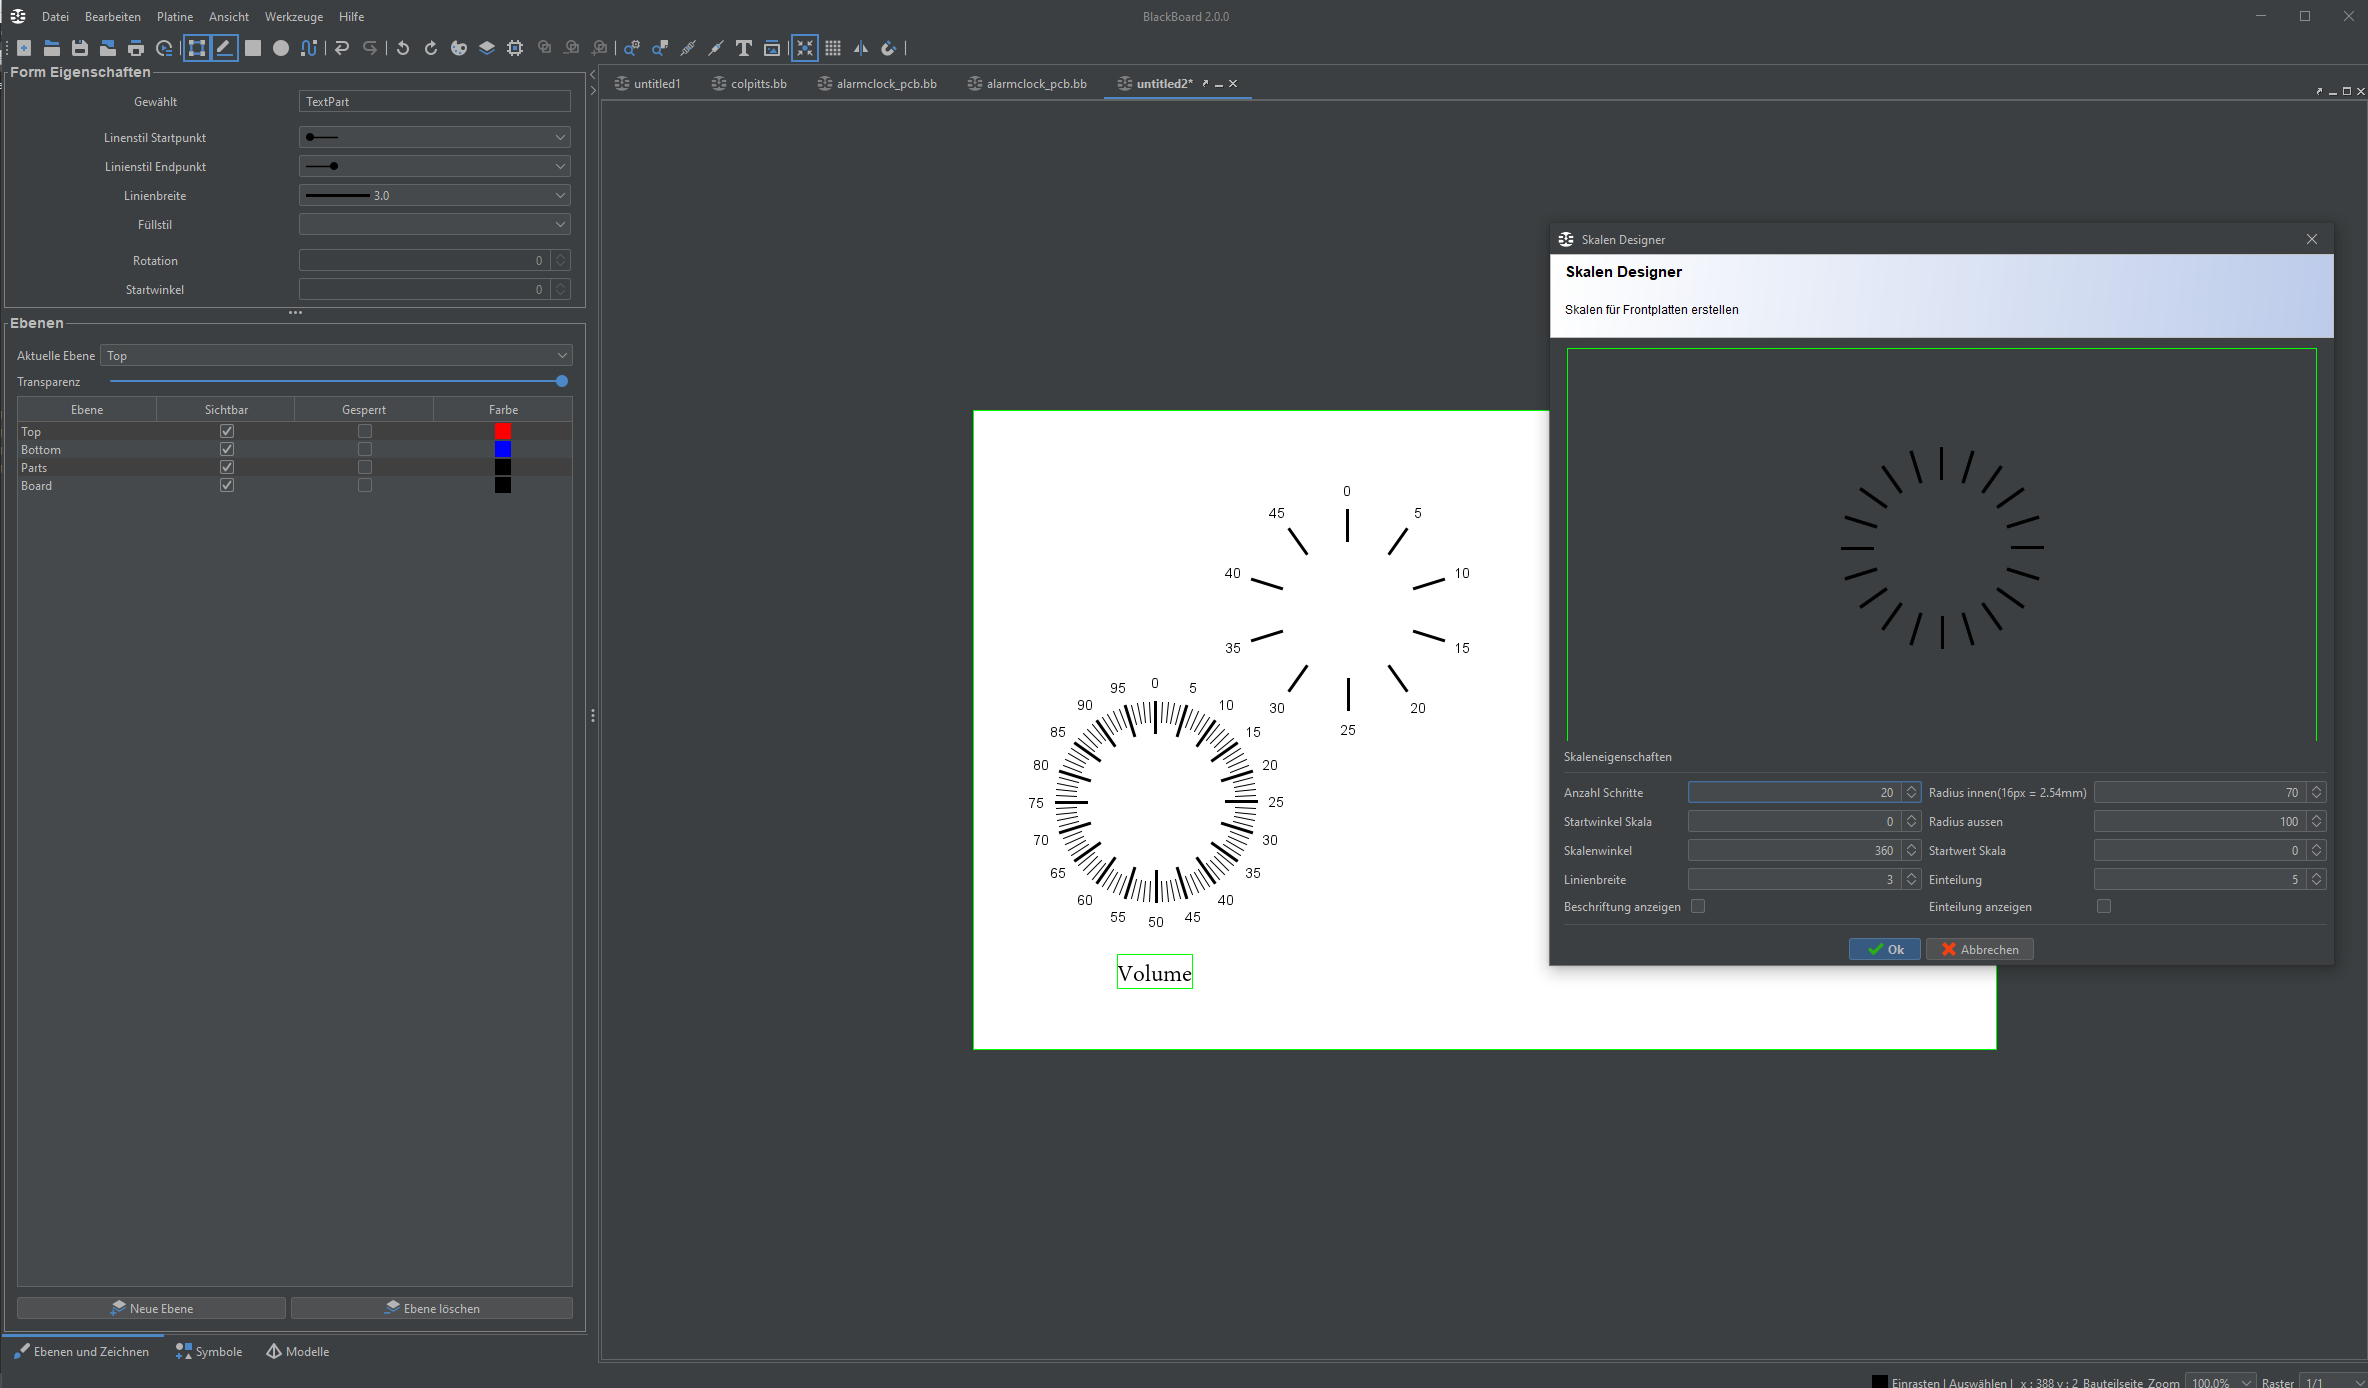 Datei Bearbeiten Platine Ansicht Werkzeuge Hilfe
BlackBoard 2.0.0
Form Eigenschaften
Gewählt TextPart
Linenstil Startpunkt
Linienstil Endpunkt
Linienbreite 3.0
Füllstil
Rotation 0
Startwinkel 0
Ebenen
Aktuelle Ebene Top
Transparenz
Ebene Sichtbar Gesperrt Farbe
Top
Bottom
Parts
Board
Neue Ebene Ebene löschen
Ebenen und Zeichnen Symbole Modelle
untitled1 colpitts.bb alarmclock_pcb.bb alarmclock_pcb.bb untitled2*
0
45 5
40 10
35 15
30 20
25
0
95 5
90 10
85 15
80 20
75 25
70 30
65 35
60 40
55 45
50
Volume
Skalen Designer
Skalen Designer
Skalen für Frontplatten erstellen
Skaleneigenschaften
Anzahl Schritte 20 Radius innen(16px = 2.54mm) 70
Startwinkel Skala 0 Radius aussen 100
Skalenwinkel 360 Startwert Skala 0
Linienbreite 3 Einteilung 5
Beschriftung anzeigen Einteilung anzeigen
Ok Abbrechen
Einrasten | Auswählen | x : 388 y : 2 Bauteilseite Zoom 100.0% Raster 1/1